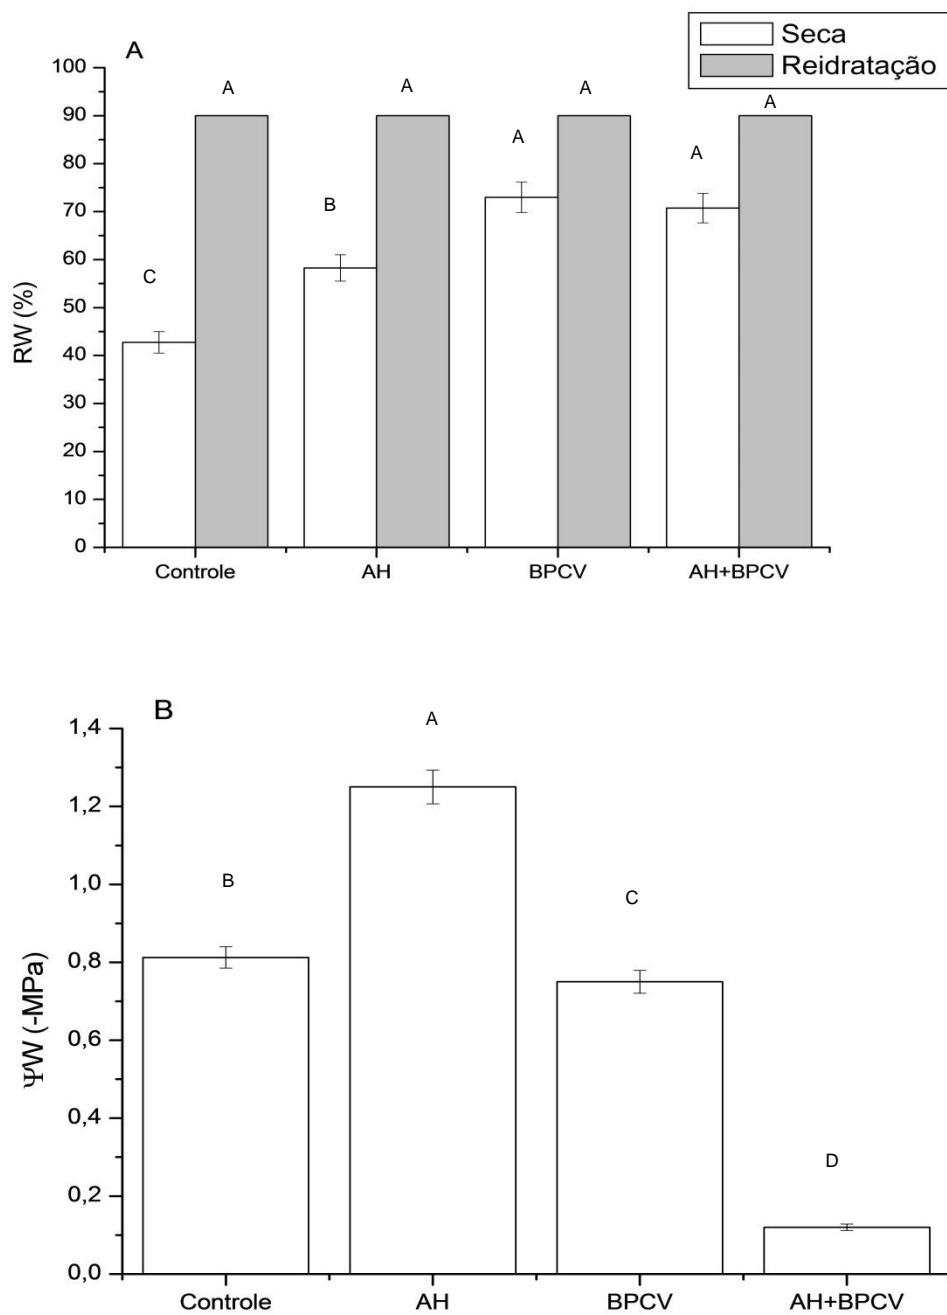 A
Seca
Reidratação
100
90
80
70
60
50
40
30
20
10
0
RW (%)
A
A
A
A
A
A
B
C
Controle
AH
BPCV
AH+BPCV
B
1,4
1,2
1,0
0,8
0,6
0,4
0,2
0,0
ΨW (-MPa)
A
B
C
D
Controle
AH
BPCV
AH+BPCV